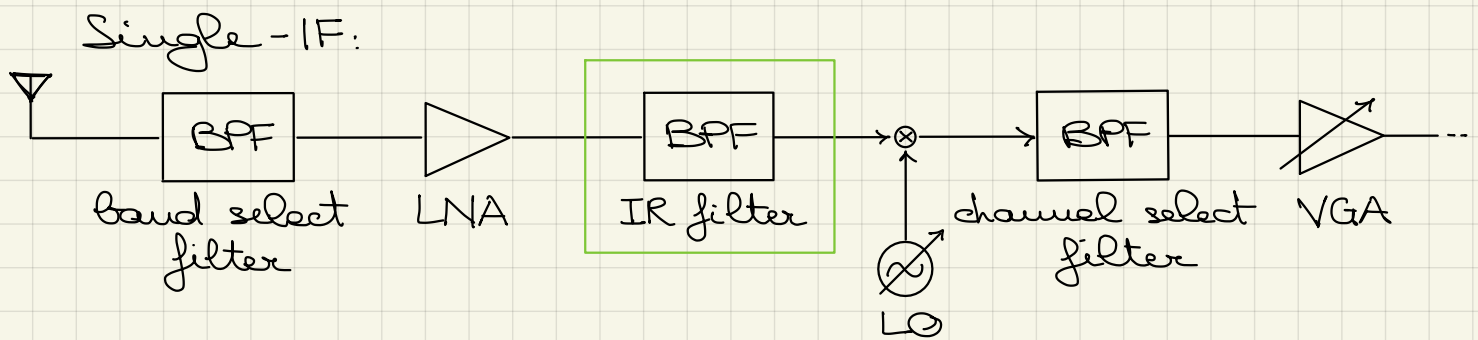 Single-IF:
BPF
band select
filter
LNA
BPF
IR filter
LO
BPF
channel select
filter
VGA